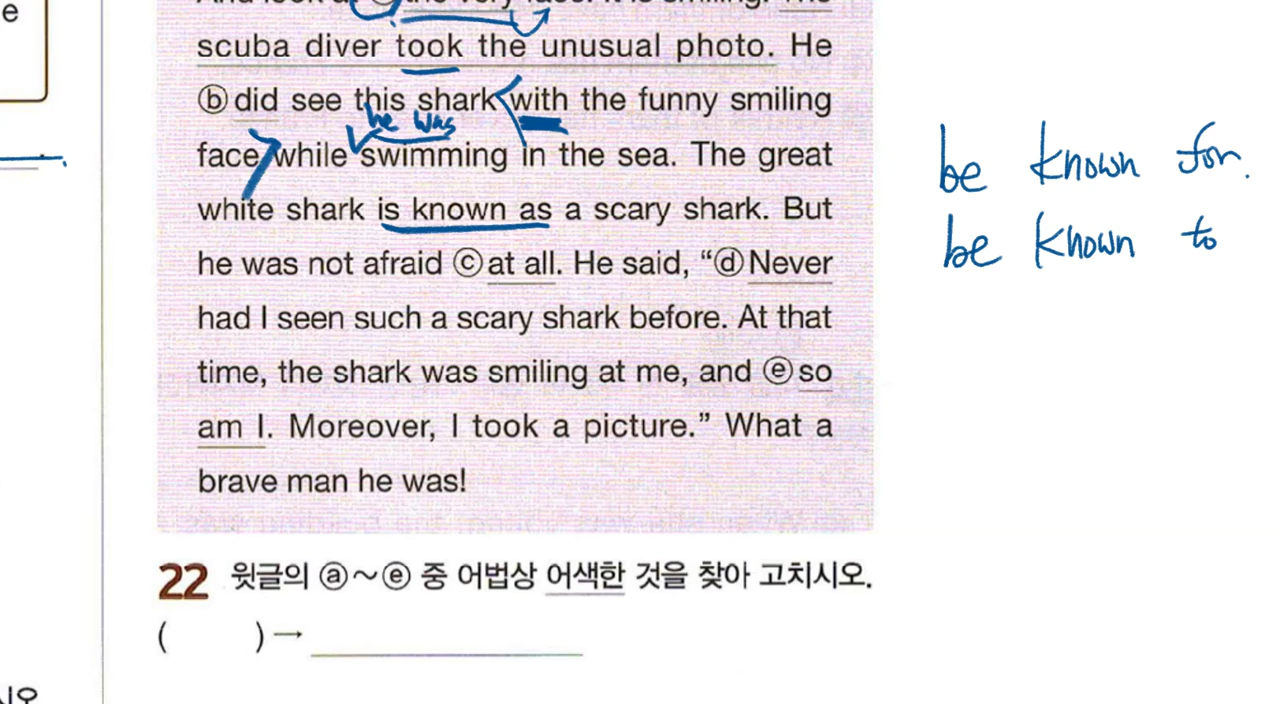 e
scuba diver took the unusual photo. He
ⓑ did see this shark with the funny smiling
he was
face while swimming in the sea. The great
white shark is known as a scary shark. But
he was not afraid ⓒ at all. He said, “ⓓ Never
had I seen such a scary shark before. At that
time, the shark was smiling at me, and ⓔ so
am I. Moreover, I took a picture.” What a
brave man he was!
be known for.
be known to
22 윗글의 ⓐ～ⓔ 중 어법상 어색한 것을 찾아 고치시오.
( ) →